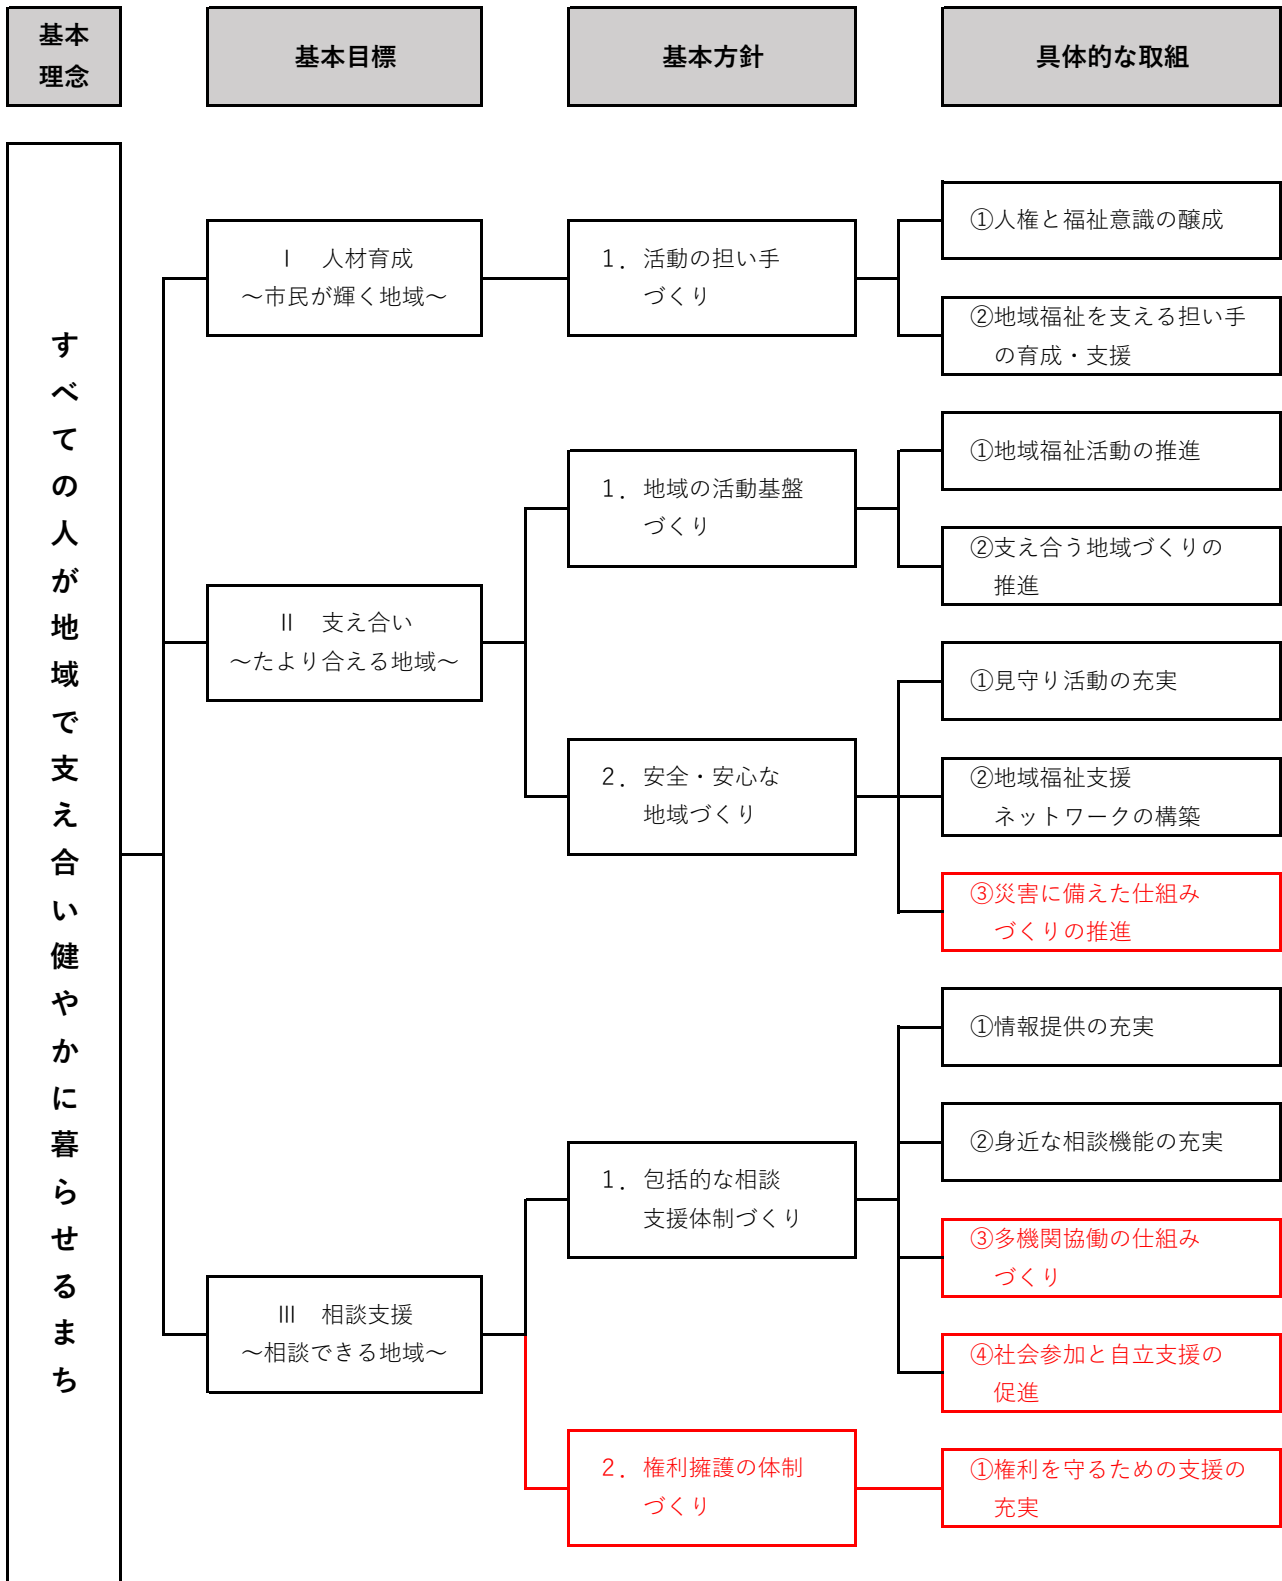 基本
理念
基本目標
基本方針
具体的な取組
すべての人が地域で支え合い健やかに暮らせるまち
Ⅰ　人材育成
～市民が輝く地域～
1．活動の担い手
づくり
①人権と福祉意識の醸成
②地域福祉を支える担い手
の育成・支援
Ⅱ　支え合い
～たより合える地域～
1．地域の活動基盤
づくり
①地域福祉活動の推進
②支え合う地域づくりの
推進
2．安全・安心な
地域づくり
①見守り活動の充実
②地域福祉支援
ネットワークの構築
③災害に備えた仕組み
づくりの推進
Ⅲ　相談支援
～相談できる地域～
1．包括的な相談
支援体制づくり
①情報提供の充実
②身近な相談機能の充実
③多機関協働の仕組み
づくり
④社会参加と自立支援の
促進
2．権利擁護の体制
づくり
①権利を守るための支援の
充実